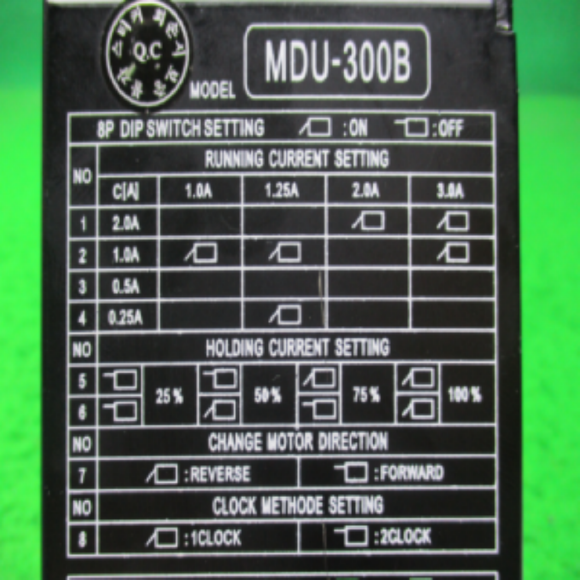 Q.C
MODEL MDU-300B
8P DIP SWITCH SETTING :ON :OFF
NO RUNNING CURRENT SETTING
C[A] 1.0A 1.25A 2.0A 3.0A
1 2.0A
2 1.0A
3 0.5A
4 0.25A
NO HOLDING CURRENT SETTING
5 6 25% 50% 75% 100%
NO CHANGE MOTOR DIRECTION
7 :REVERSE :FORWARD
NO CLOCK METHODE SETTING
8 :1CLOCK :2CLOCK